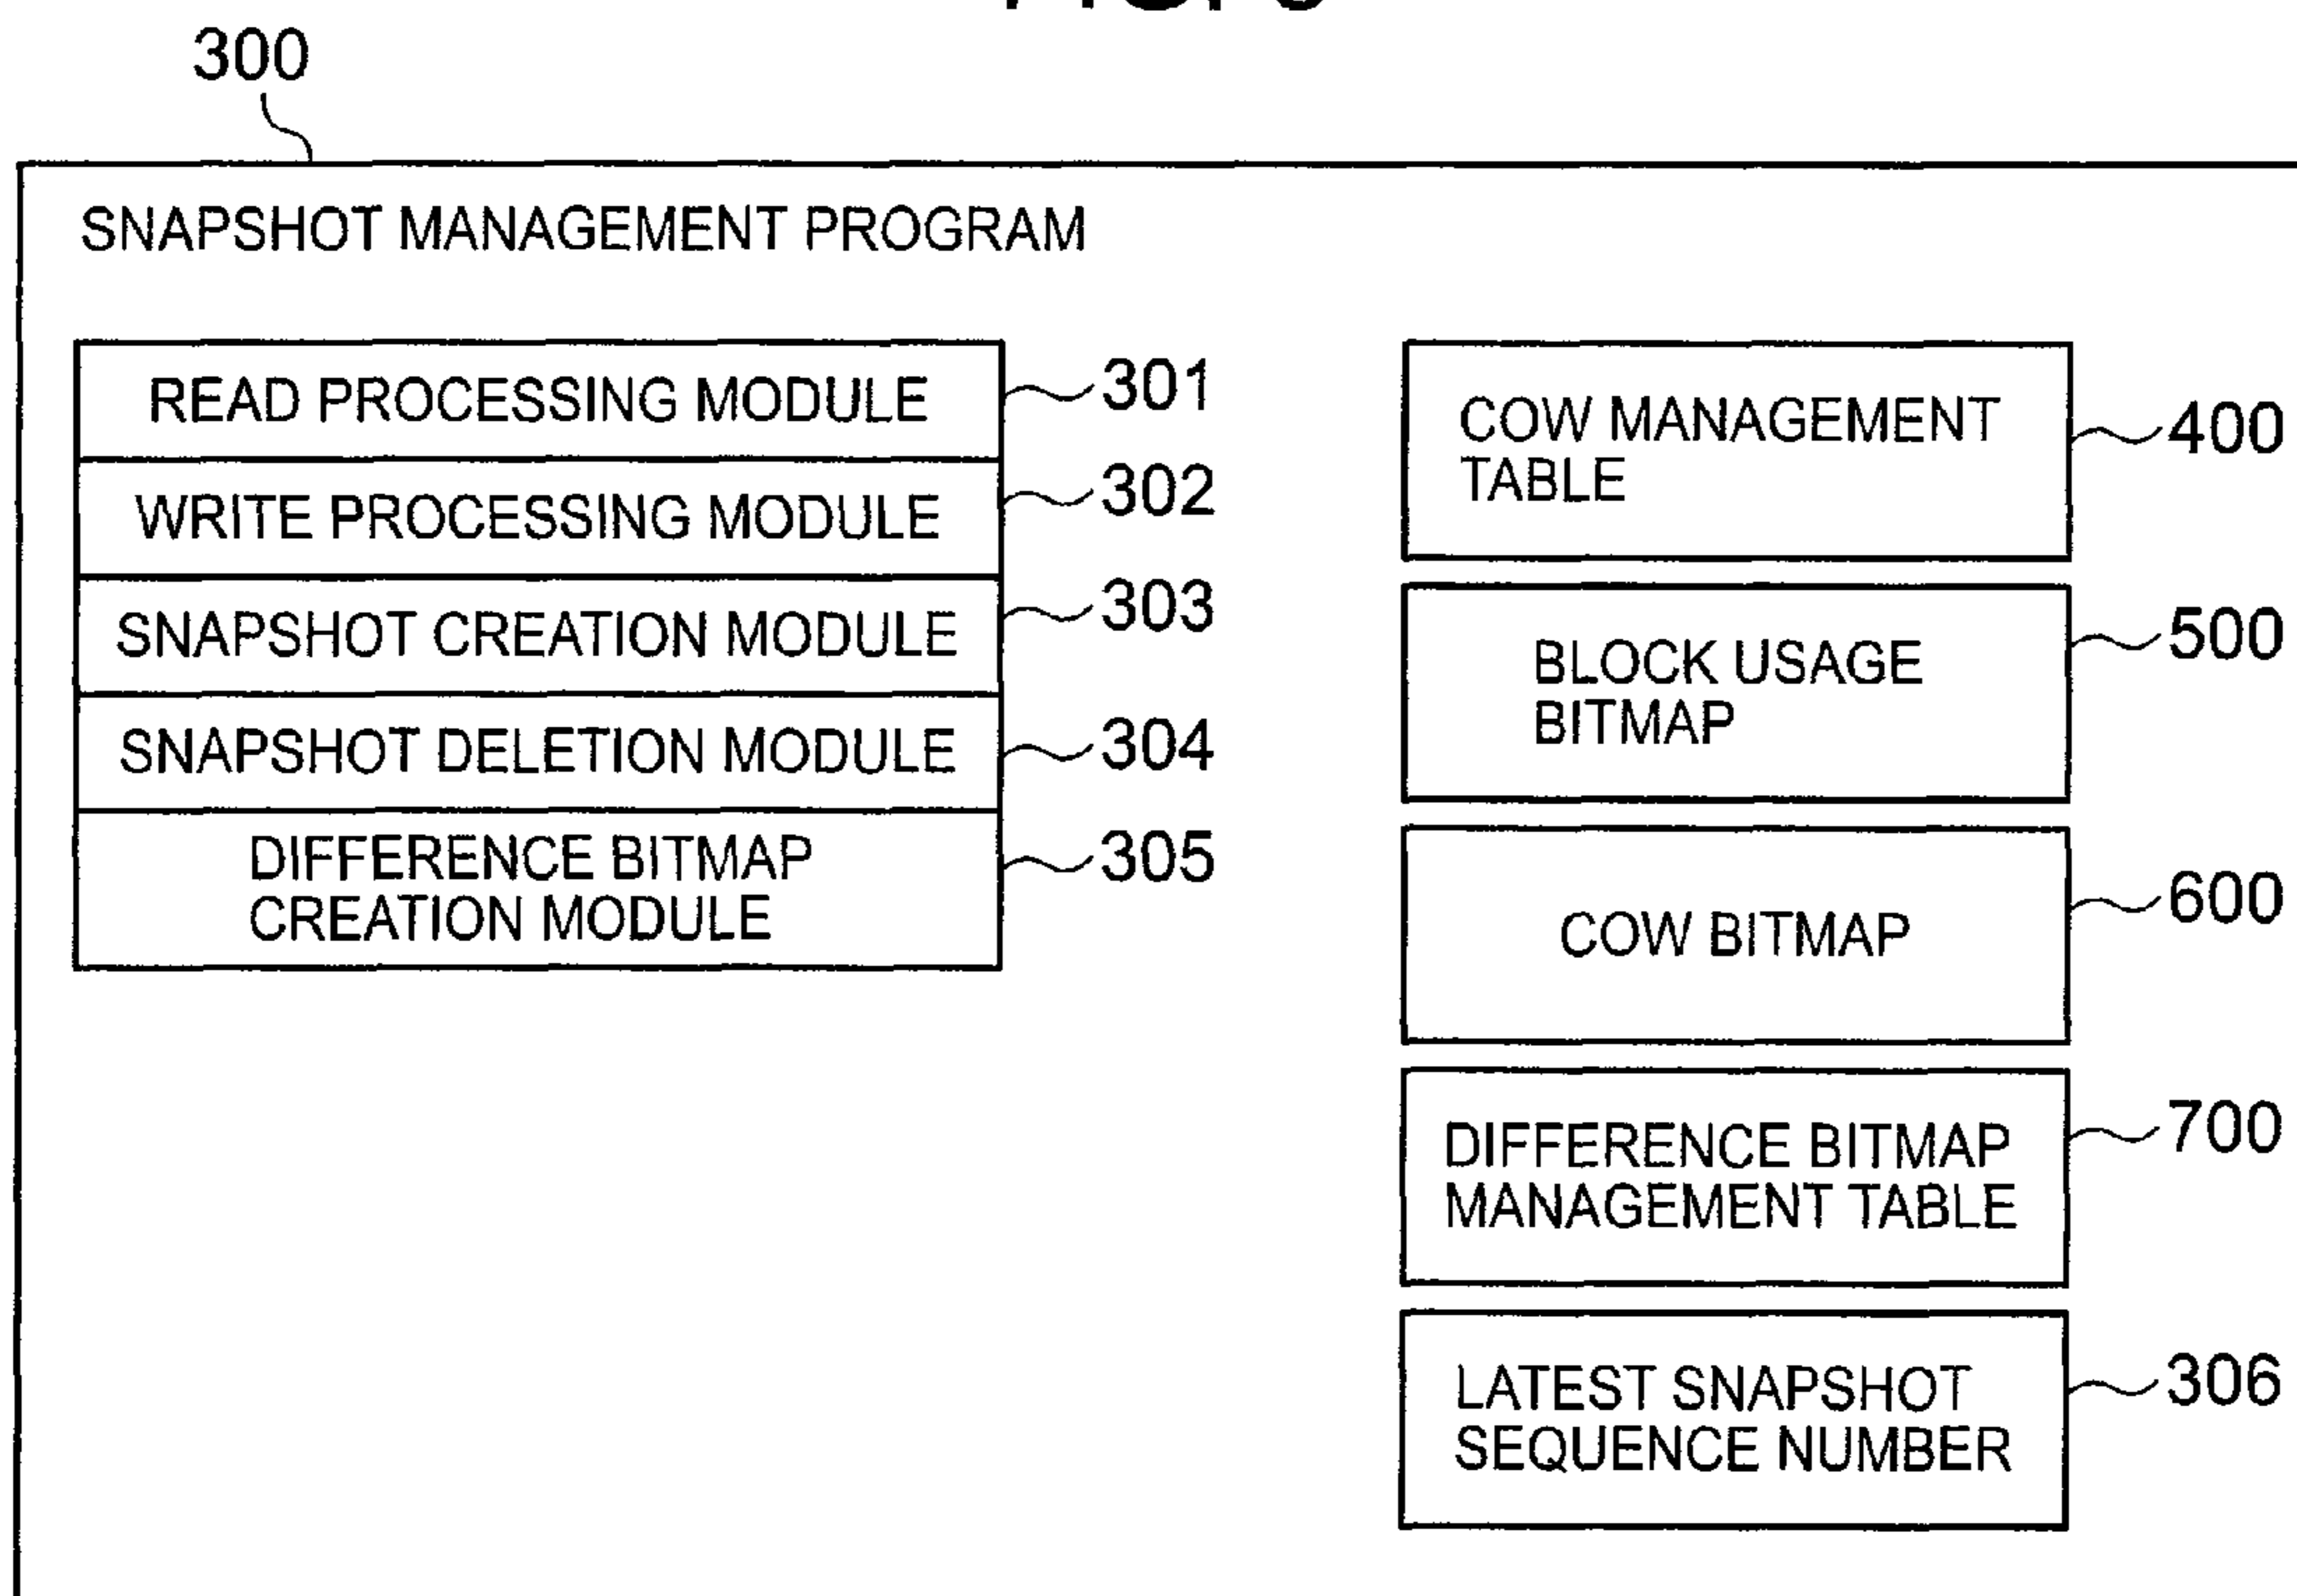 300
SNAPSHOT MANAGEMENT PROGRAM
READ PROCESSING MODULE
301
WRITE PROCESSING MODULE
302
SNAPSHOT CREATION MODULE
303
SNAPSHOT DELETION MODULE
304
DIFFERENCE BITMAP
CREATION MODULE
305
COW MANAGEMENT
TABLE
400
BLOCK USAGE
BITMAP
500
COW BITMAP
600
DIFFERENCE BITMAP
MANAGEMENT TABLE
700
LATEST SNAPSHOT
SEQUENCE NUMBER
306